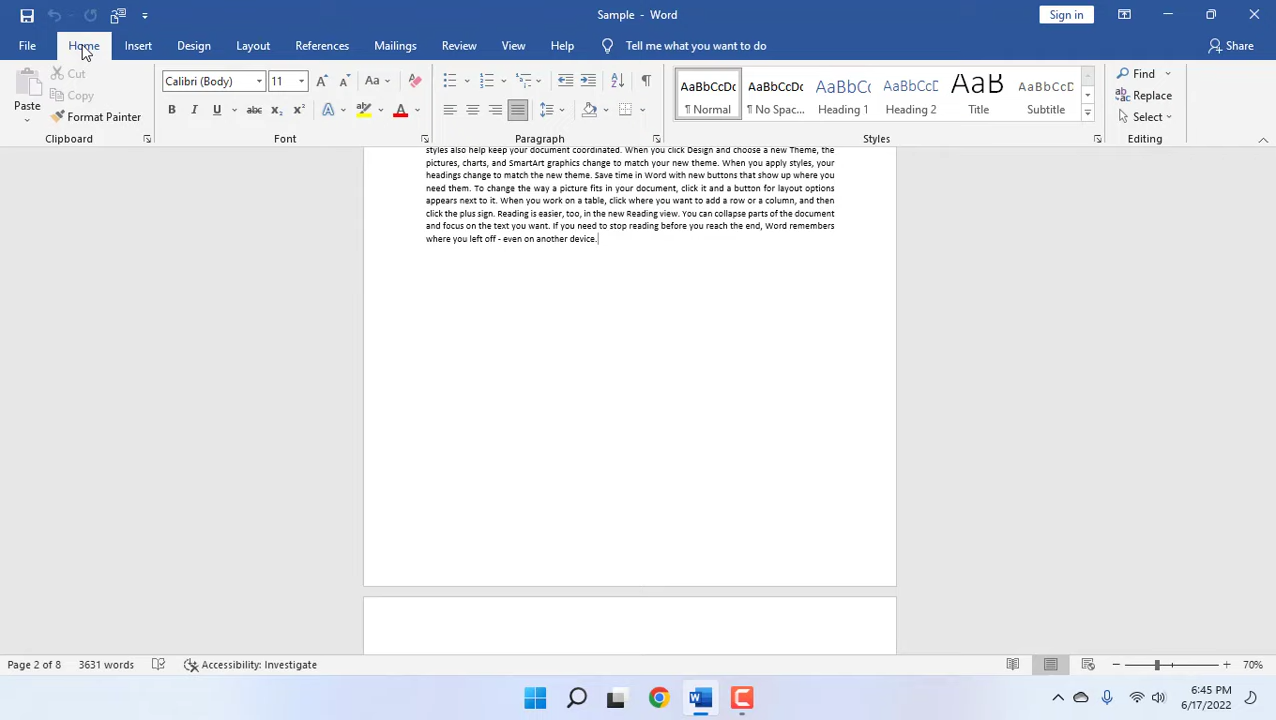 Sample - Word
Sign in
File Home Insert Design Layout References Mailings Review View Help Tell me what you want to do Share
Paste
Cut
Copy
Format Painter
Clipboard
Calibri (Body) 11 Aa
B I U abc x₂ x² A A
Font
Paragraph
AaBbCcDc AaBbCcDc AaBbCc AaBbCcD AaB AaBbCcD
¶ Normal ¶ No Spac... Heading 1 Heading 2 Title Subtitle
Styles
Find
Replace
Select
Editing
styles also help keep your document coordinated. When you click Design and choose a new Theme, the
pictures, charts, and SmartArt graphics change to match your new theme. When you apply styles, your
headings change to match the new theme. Save time in Word with new buttons that show up where you
need them. To change the way a picture fits in your document, click it and a button for layout options
appears next to it. When you work on a table, click where you want to add a row or a column, and then
click the plus sign. Reading is easier, too, in the new Reading view. You can collapse parts of the document
and focus on the text you want. If you need to stop reading before you reach the end, Word remembers
where you left off - even on another device.
Page 2 of 8 3631 words Accessibility: Investigate 70%
6:45 PM
6/17/2022